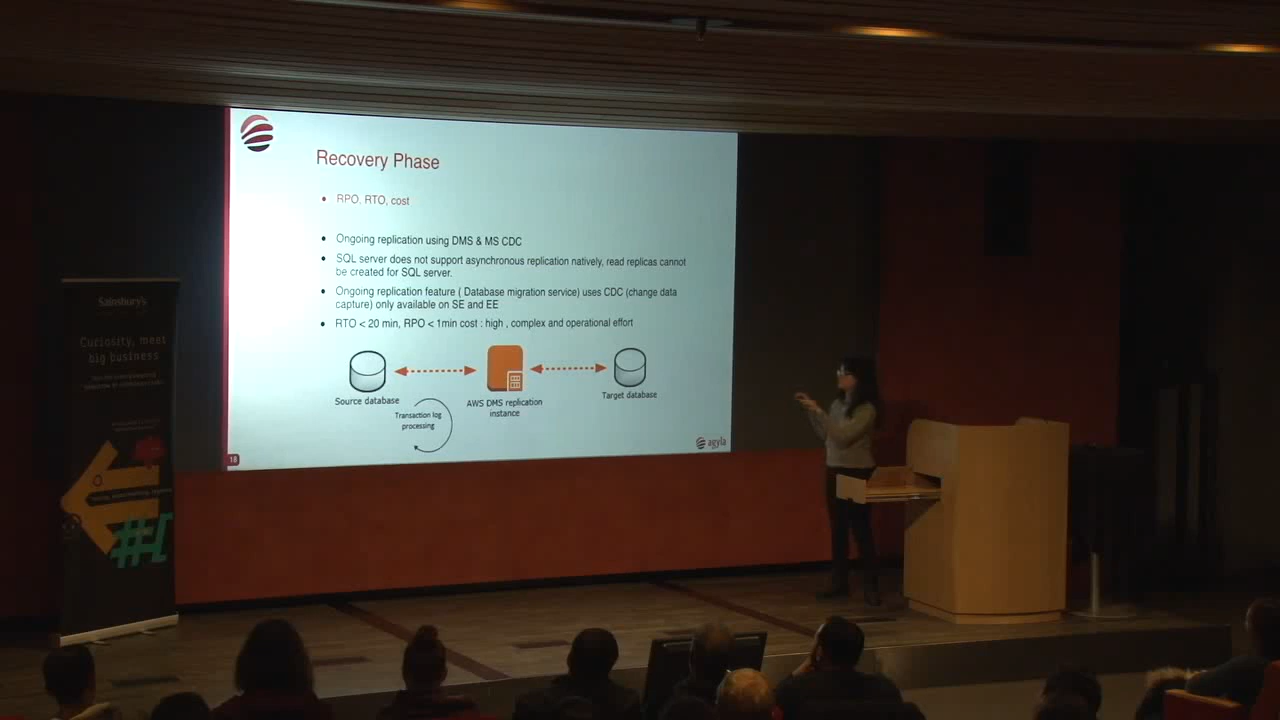 Recovery Phase
• RPO, RTO, cost
• Ongoing replication using DMS & MS CDC
• SQL server does not support asynchronous replication natively, read replicas cannot
be created for SQL server.
• Ongoing replication feature ( Database migration service) uses CDC (change data
capture) only available on SE and EE
• RTO < 20 min, RPO < 1min cost : high , complex and operational effort
Source database
AWS DMS replication
instance
Target database
Transaction log
processing
18
agyla
Sainsbury's
Curiosity, meet
big business